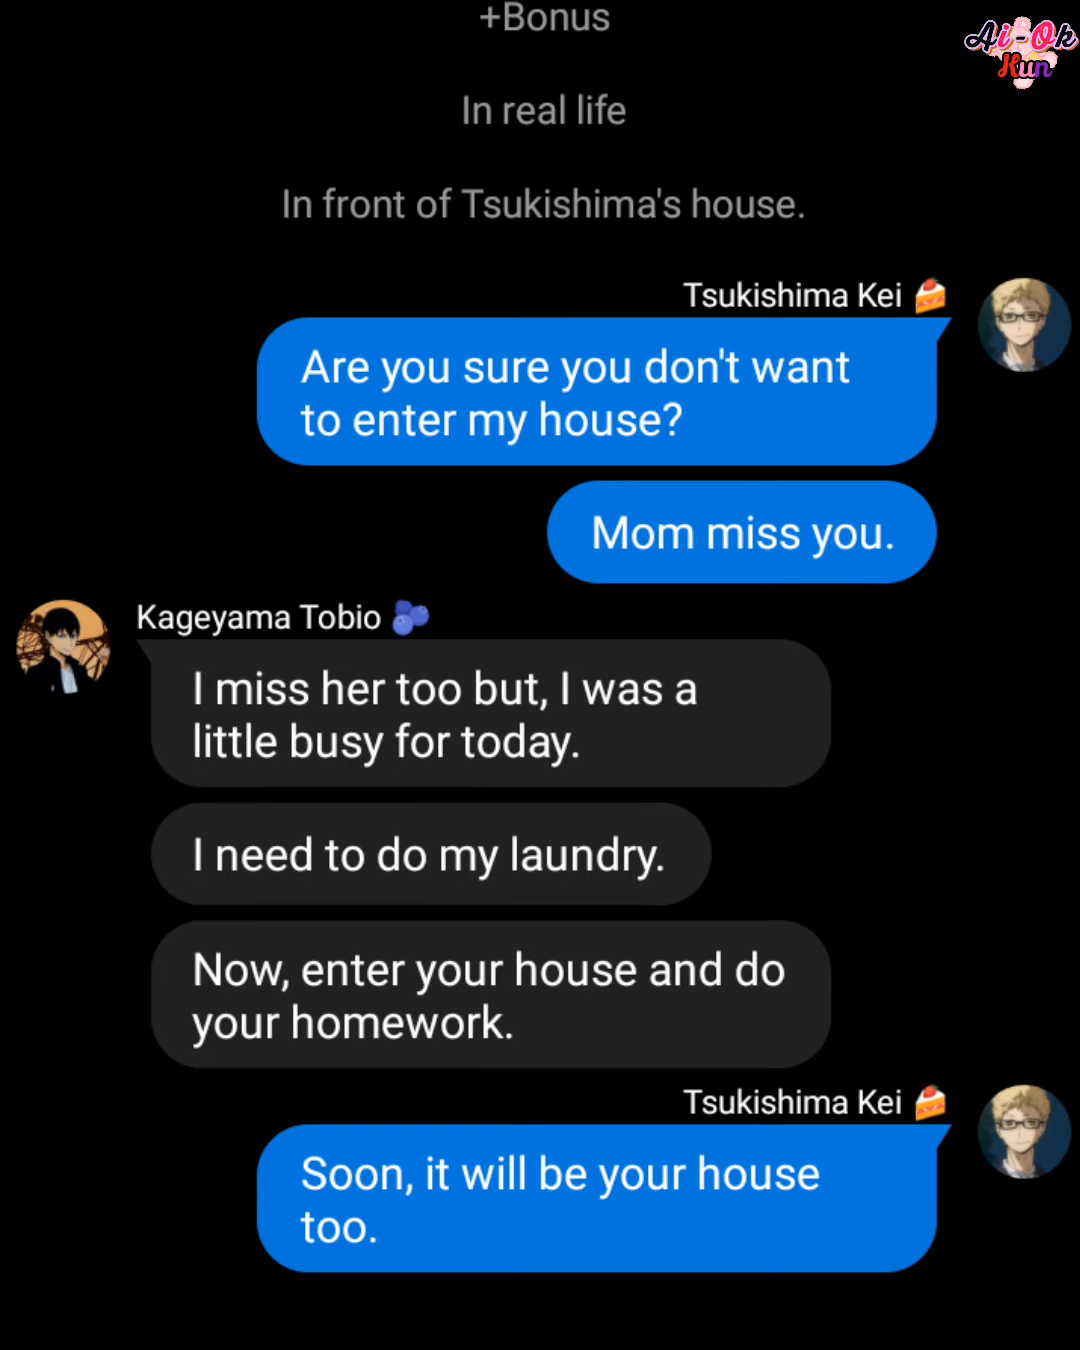 +Bonus
Ai-Ok
Kun
In real life
In front of Tsukishima's house.
Tsukishima Kei 🍰
Are you sure you don't want
to enter my house?
Mom miss you.
Kageyama Tobio 🫐
I miss her too but, I was a
little busy for today.
I need to do my laundry.
Now, enter your house and do
your homework.
Tsukishima Kei 🍰
Soon, it will be your house
too.